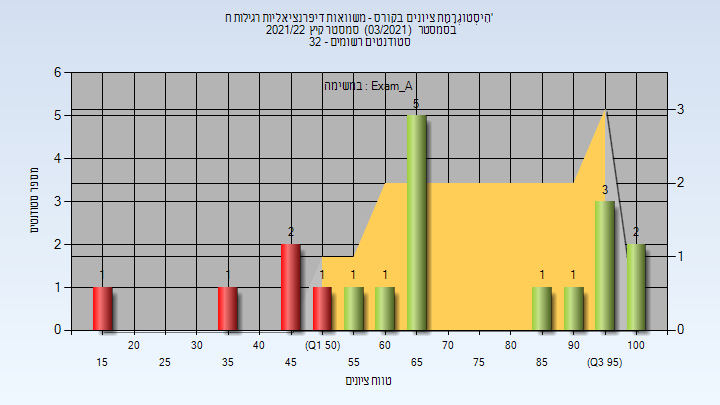 'הִיסְטוֹגְרָמַת ציונים בקורס - משוואות דיפרנציאליות רגילות ח
בסמסטר (03/2021) סמסטר קיץ 2021/22
סטודנטים רשומים - 32
במשימה : Exam_A
מספר סטודנטים
6
5
4
3
2
1
0
3
2
1
0
1 1 2 1 1 1 5 1 1 3 2
20 30 40 (Q1 50) 60 70 80 90 100
15 25 35 45 55 65 75 85 (Q3 95)
טווח ציונים